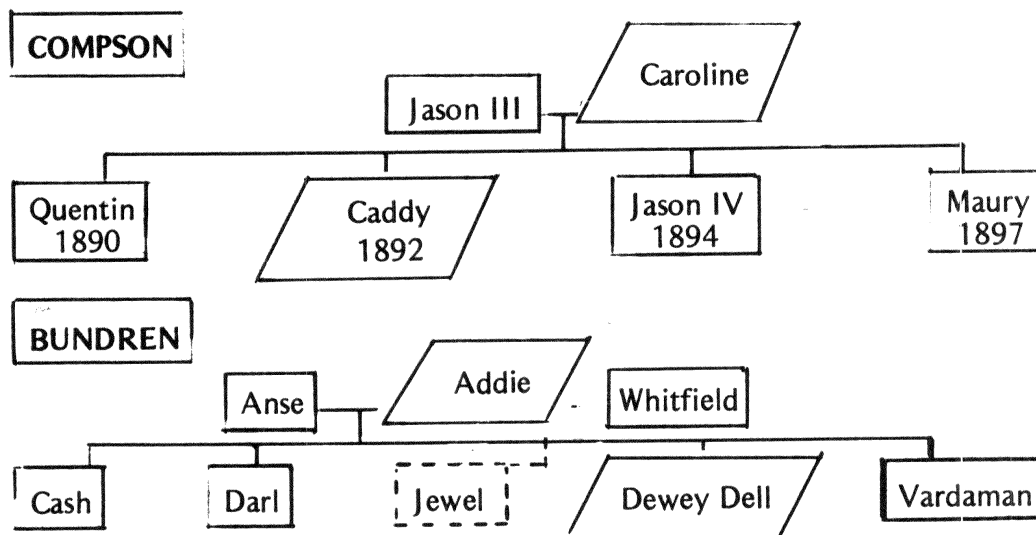 COMPSON
Caroline
Jason III
Quentin
1890
Caddy
1892
Jason IV
1894
Maury
1897
BUNDREN
Anse
Addie
Whitfield
Cash
Darl
Jewel
Dewey Dell
Vardaman